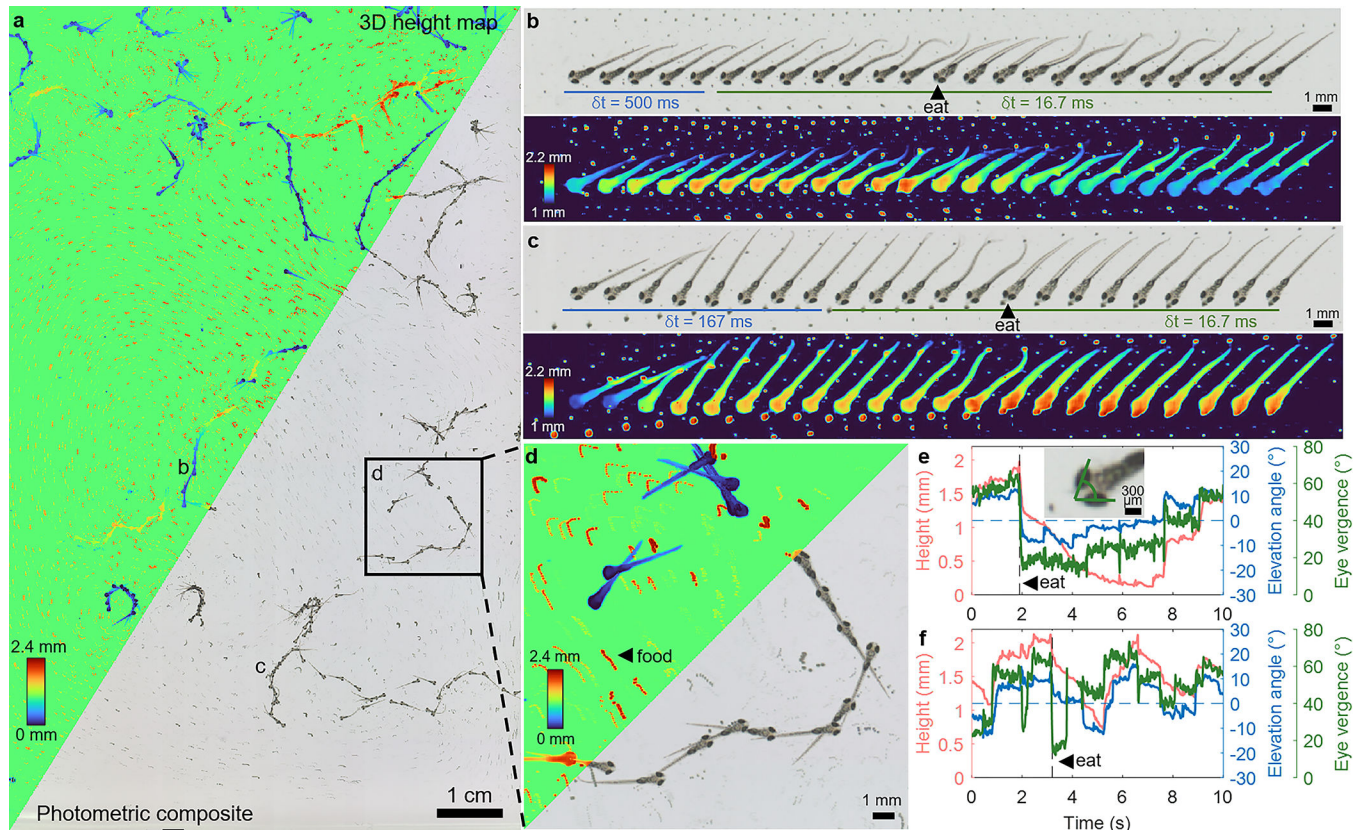 a
3D height map
b
c
d
2.4 mm
0 mm
1 cm
Photometric composite
b
δt = 500 ms
eat
δt = 16.7 ms
1 mm
2.2 mm
1 mm
c
δt = 167 ms
eat
δt = 16.7 ms
1 mm
2.2 mm
1 mm
d
food
2.4 mm
0 mm
1 mm
e
Height (mm)
2
1.5
1
0.5
0
300
µm
eat
0 2 4 6 8 10
30
20
10
0
-10
-20
-30
Elevation angle (°)
80
60
40
20
0
Eye vergence (°)
f
Height (mm)
2
1.5
1
0.5
0
eat
0 2 4 6 8 10
Time (s)
30
20
10
0
-10
-20
-30
Elevation angle (°)
80
60
40
20
0
Eye vergence (°)